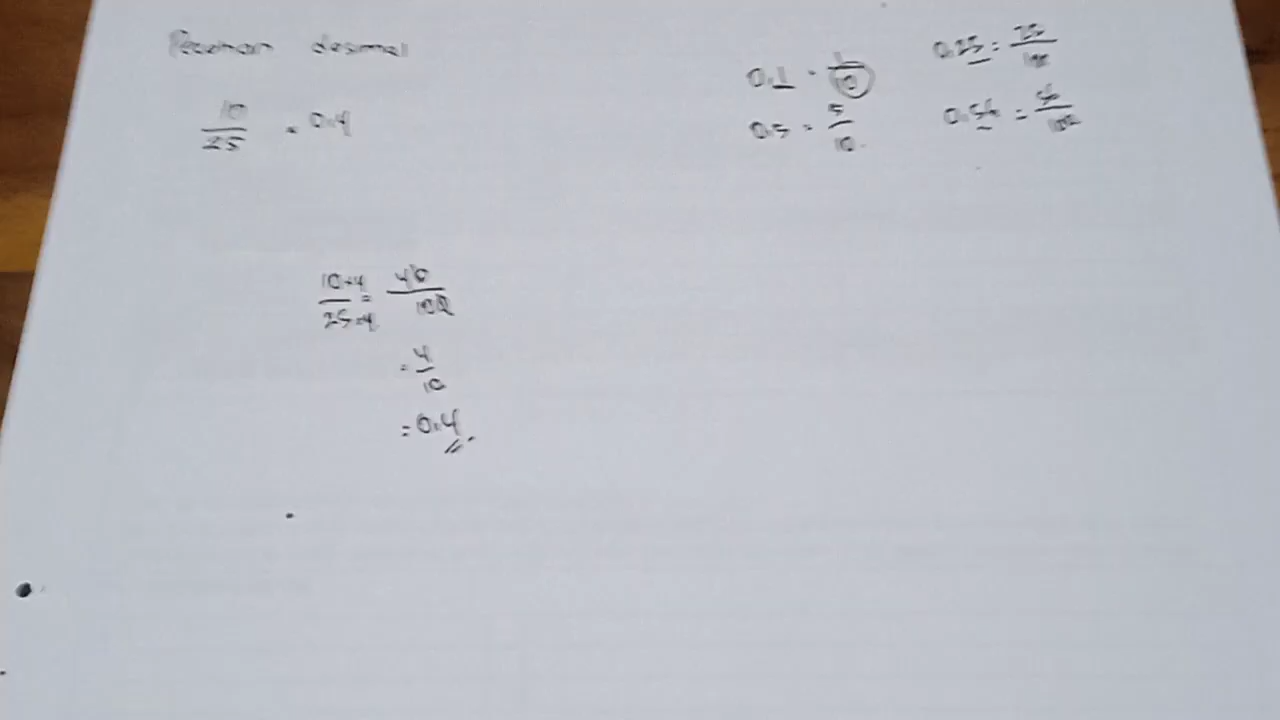 Pecahan desimal
10/25 = 0.4
0.1 = 1/10
0.5 = 5/10
0.25 = 25/100
0.56 = 56/100
10×4/25×4 = 40/100
= 4/10
= 0.4